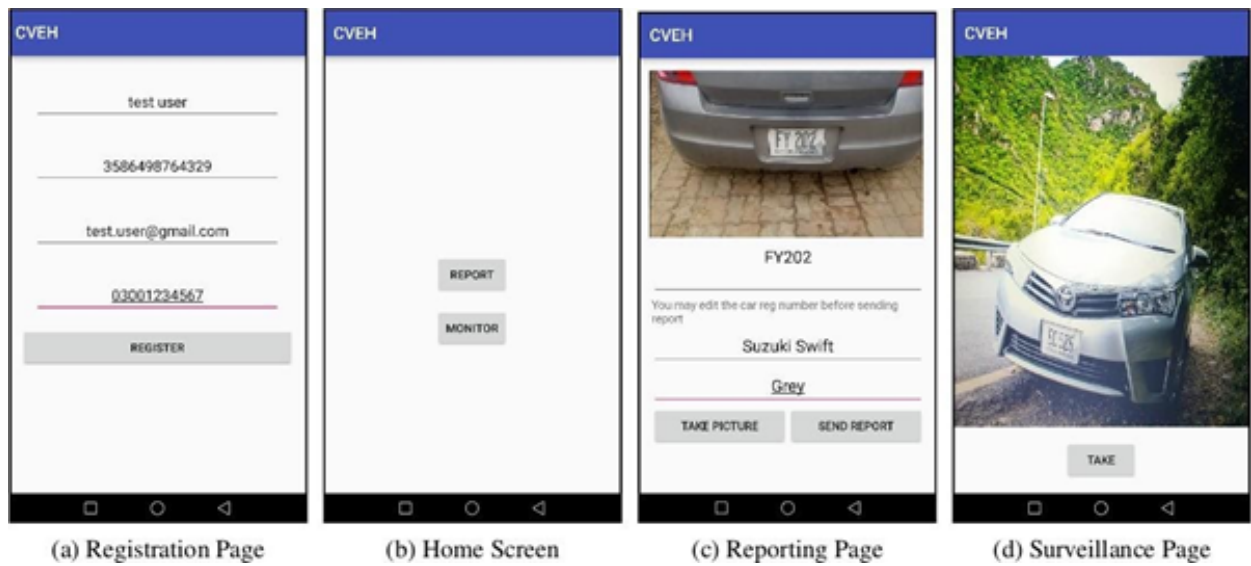 CVEH
test user
3586498764329
test.user@gmail.com
03001234567
REGISTER
(a) Registration Page
CVEH
REPORT
MONITOR
(b) Home Screen
CVEH
FY 202
FY202
You may edit the car reg number before sending
report
Suzuki Swift
Grey
TAKE PICTURE SEND REPORT
(c) Reporting Page
CVEH
TAKE
(d) Surveillance Page